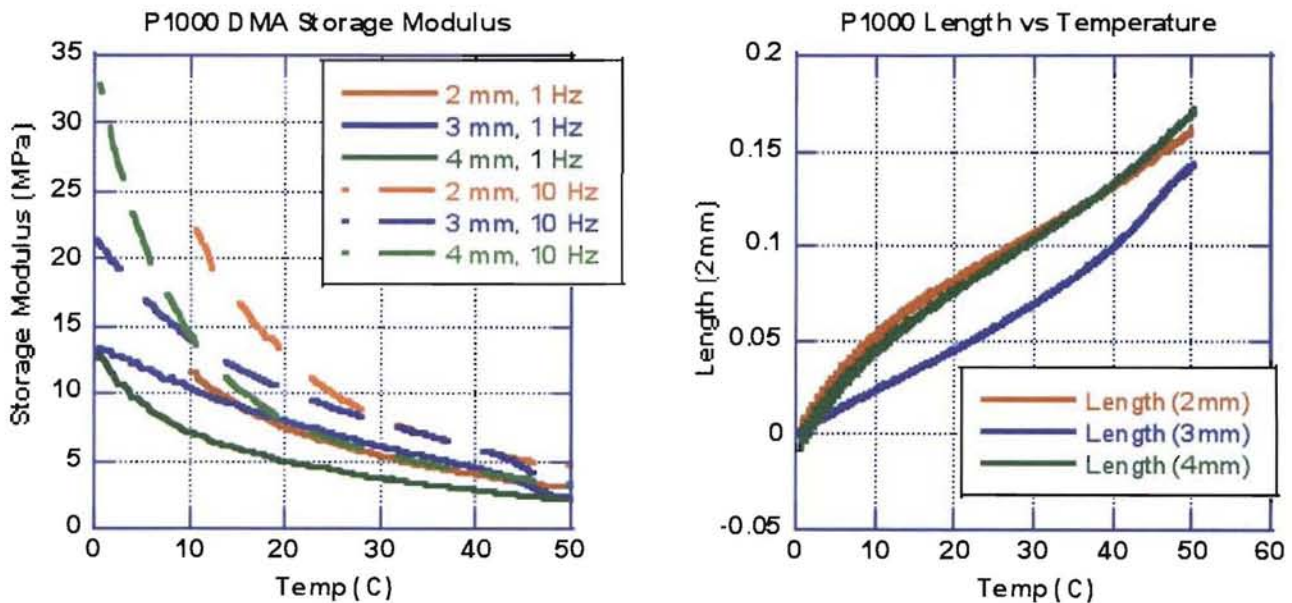 P1000 DMA Storage Modulus
35
30
25
20
15
10
5
0
Storage Modulus (MPa)
2 mm, 1 Hz
3 mm, 1 Hz
4 mm, 1 Hz
2 mm, 10 Hz
3 mm, 10 Hz
4 mm, 10 Hz
0 10 20 30 40 50
Temp (C)
P1000 Length vs Temperature
0.2
0.15
0.1
0.05
0
-0.05
Length (2mm)
Length (2mm)
Length (3mm)
Length (4mm)
0 10 20 30 40 50 60
Temp (C)